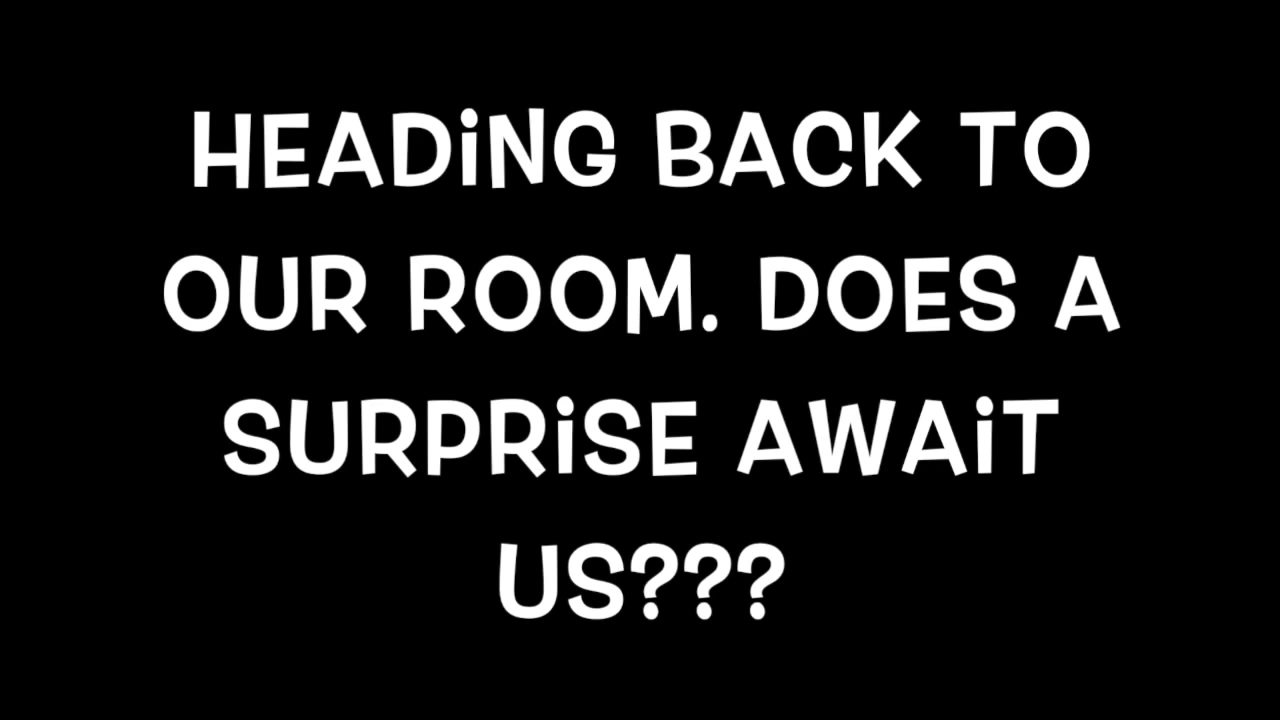 HEADiNG BACK TO
OUR ROOM. DOES A
SURPRiSE AWAiT
US???